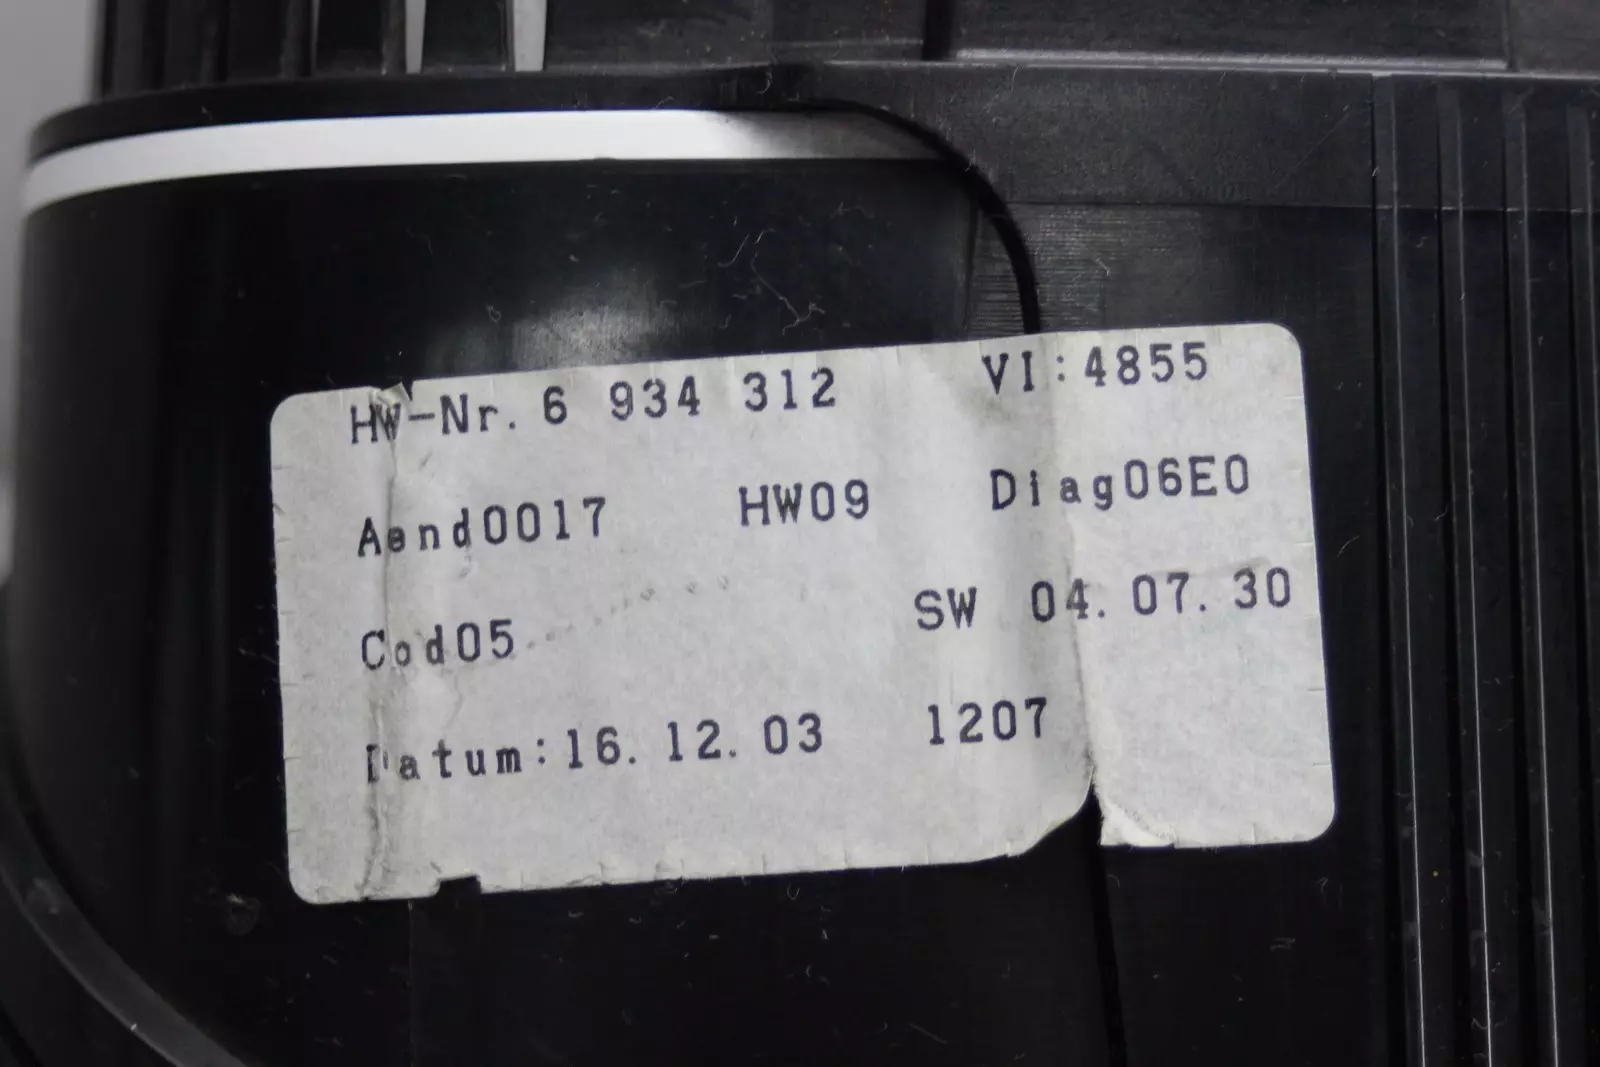 HW-Nr. 6 934 312 VI:4855
Aend0017 HW09 Diag06E0
Cod05 SW 04.07.30
Datum:16.12.03 1207